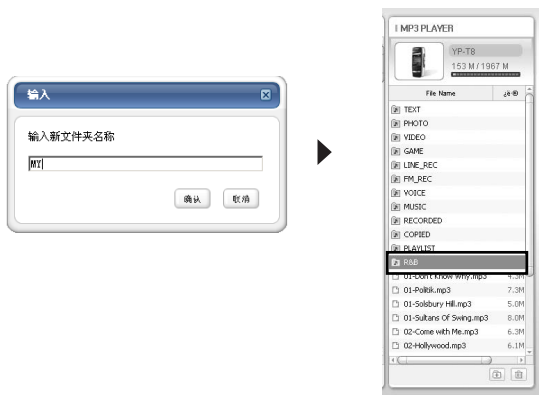 输入
输入新文件夹名称
MY
确认 取消
MP3 PLAYER
YP-T8
153 M / 1967 M
File Name ¿ë·®
TEXT
PHOTO
VIDEO
GAME
LINE_REC
FM_REC
VOICE
MUSIC
RECORDED
COPIED
PLAYLIST
R&B
01-Don't Know Why.mp3 4.3M
01-Politik.mp3 7.3M
01-Solsbury Hill.mp3 5.0M
01-Sultans Of Swing.mp3 8.0M
02-Come with Me.mp3 6.3M
02-Hollywood.mp3 6.1M